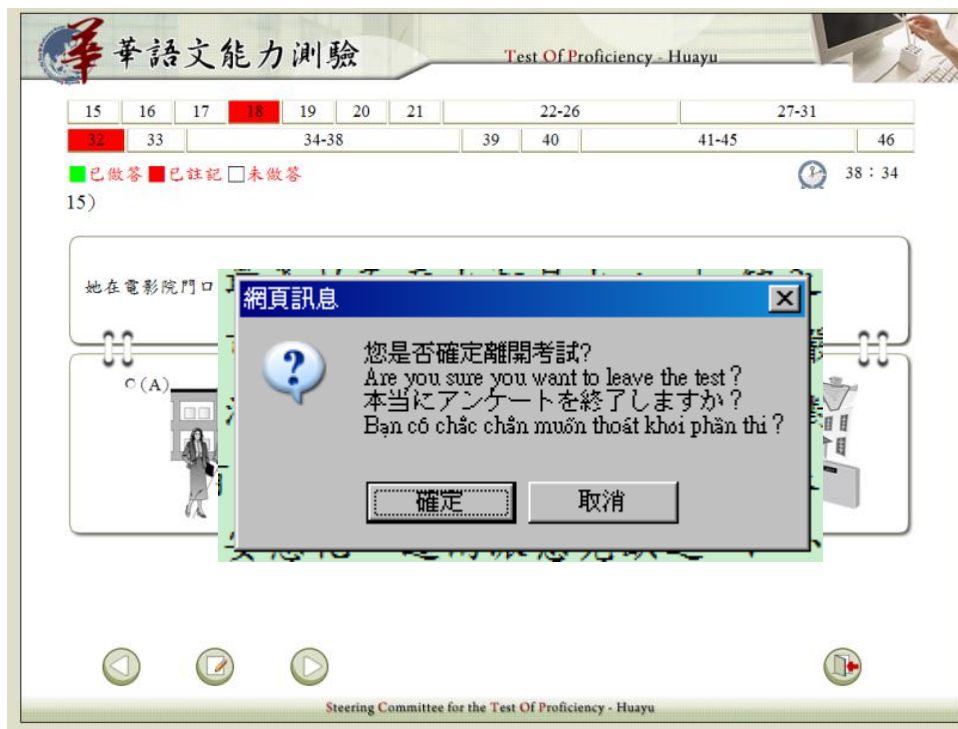 華語文能力測驗
Test Of Proficiency - Huayu
15 16 17 18 19 20 21 22-26 27-31
32 33 34-38 39 40 41-45 46
已做答 已註記 未做答
38：34
15)
她在電影院門口
網頁訊息
您是否確定離開考試?
Are you sure you want to leave the test？
本当にアンケートを終了しますか？
Bạn có chắc chắn muốn thoát khỏi phần thi？
(A)
確定 取消
Steering Committee for the Test Of Proficiency - Huayu